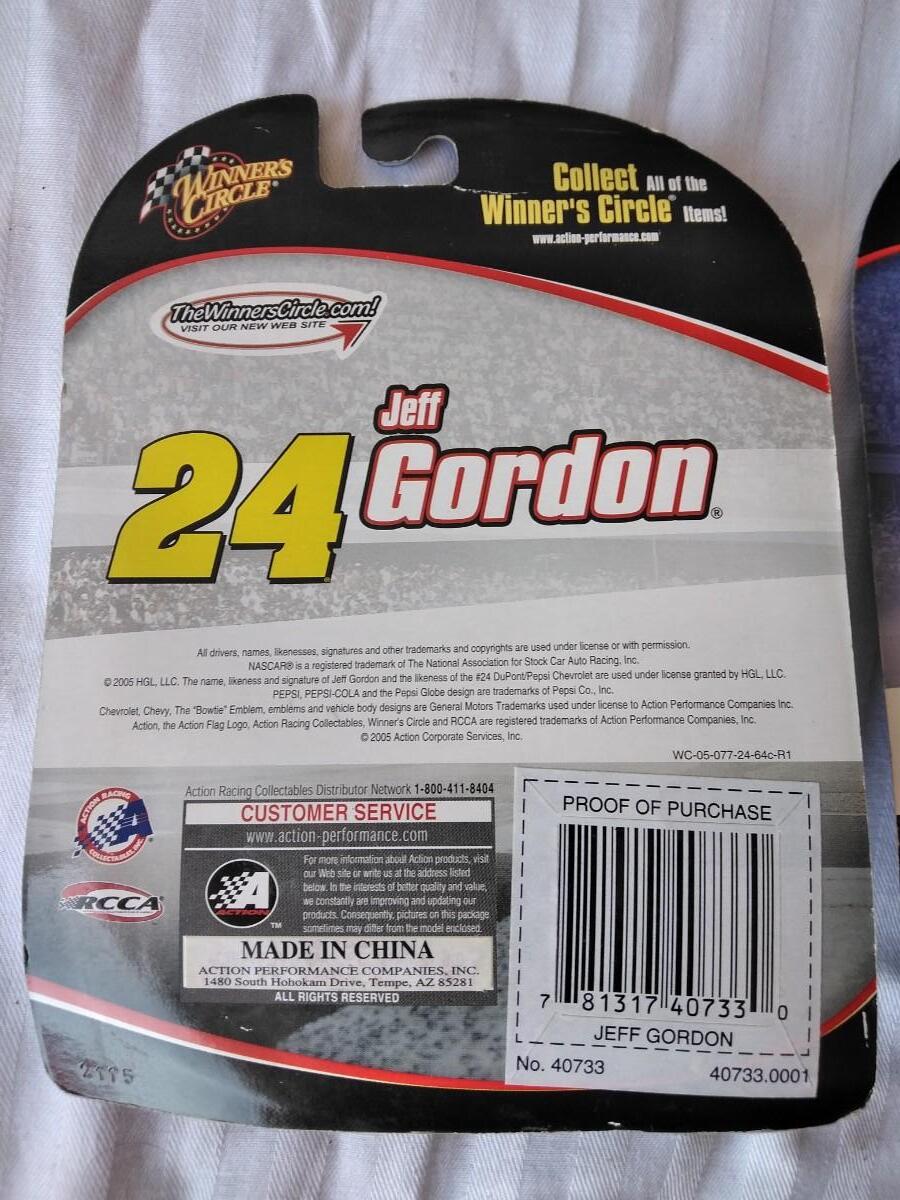 WINNER'S
CIRCLE®
Collect All of the
Winner's Circle® Items!
www.action-performance.com
TheWinnersCircle.com!
VISIT OUR NEW WEB SITE
Jeff
24 Gordon®
All drivers, names, likenesses, signatures and other trademarks and copyrights are used under license or with permission.
NASCAR® is a registered trademark of The National Association for Stock Car Auto Racing, Inc.
© 2005 HGL, LLC. The name, likeness and signature of Jeff Gordon and the likeness of the #24 DuPont/Pepsi Chevrolet are used under license granted by HGL, LLC.
PEPSI, PEPSI-COLA and the Pepsi Globe design are trademarks of Pepsi Co., Inc.
Chevrolet, Chevy, The "Bowtie" Emblem, emblems and vehicle body designs are General Motors Trademarks used under license to Action Performance Companies Inc.
Action, the Action Flag Logo, Action Racing Collectables, Winner's Circle and RCCA are registered trademarks of Action Performance Companies, Inc.
© 2005 Action Corporate Services, Inc.
WC-05-077-24-64c-R1
ACTION RACING
COLLECTABLES, INC.
®
RCCA
Action Racing Collectables Distributor Network 1-800-411-8404
CUSTOMER SERVICE
www.action-performance.com
A
ACTION
TM
For more information about Action products, visit
our Web site or write us at the address listed
below. In the interests of better quality and value,
we constantly are improving and updating our
products. Consequently, pictures on this package
sometimes may differ from the model enclosed.
MADE IN CHINA
ACTION PERFORMANCE COMPANIES, INC.
1480 South Hohokam Drive, Tempe, AZ 85281
ALL RIGHTS RESERVED
PROOF OF PURCHASE
7 81317 40733 0
JEFF GORDON
No. 40733
40733.0001